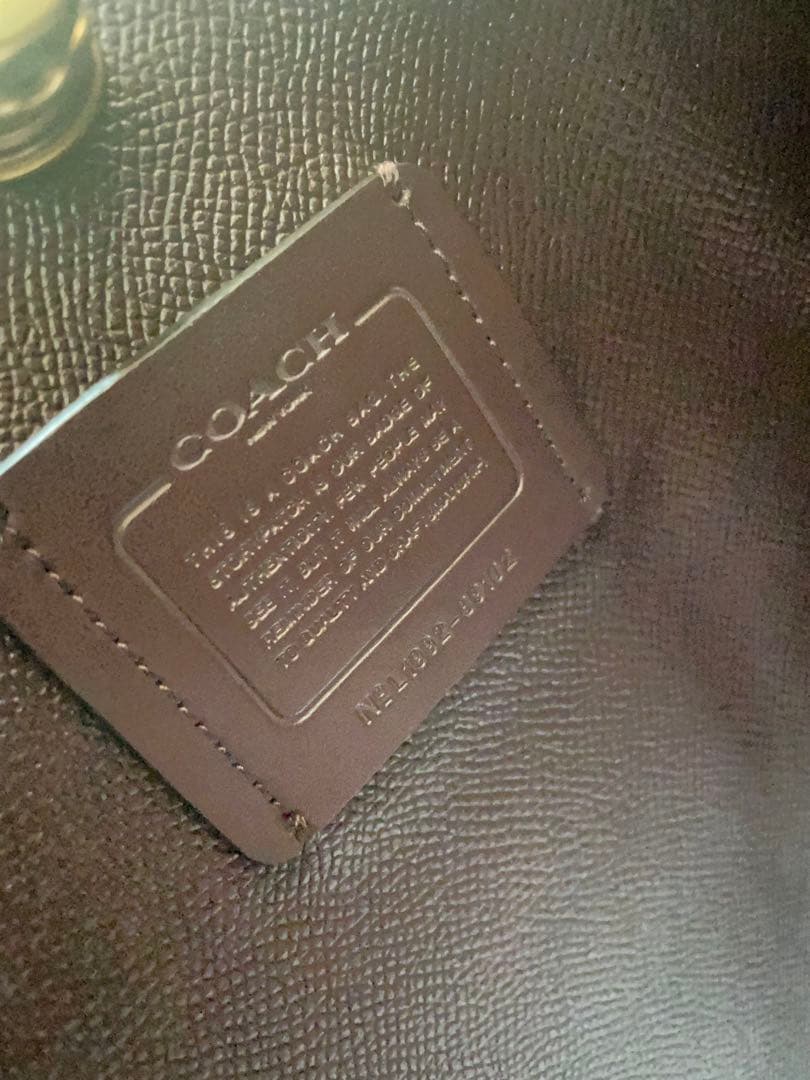 COACH
NEW YORK
THIS IS A COACH BAG. THE
STORYPATCH IS OUR BADGE OF
AUTHENTICITY. FEW PEOPLE MAY
SEE IT BUT IT WILL ALWAYS BE A
REMINDER OF OUR COMMITMENT
TO QUALITY AND CRAFTSMANSHIP.